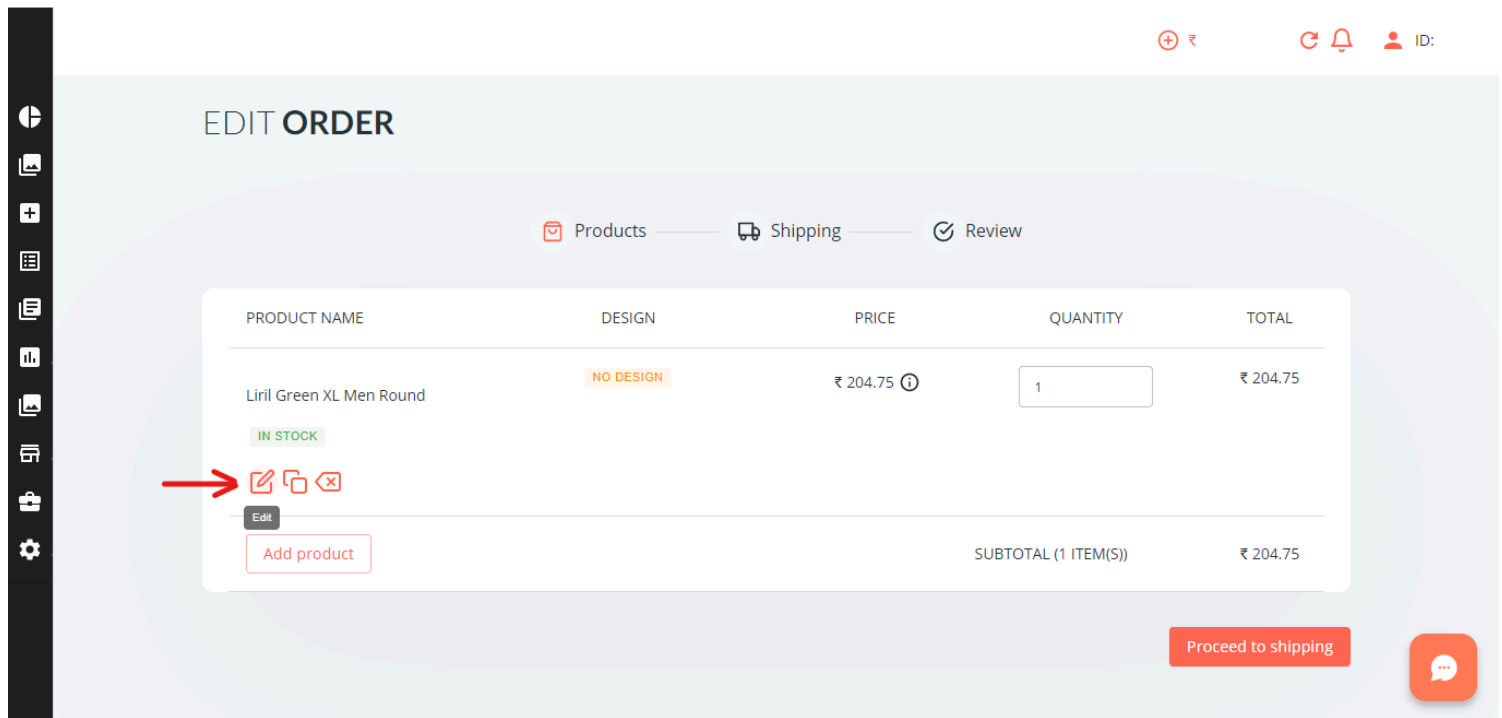 ₹ ID:
EDIT ORDER
Products Shipping Review
PRODUCT NAME DESIGN PRICE QUANTITY TOTAL
Liril Green XL Men Round NO DESIGN ₹ 204.75 1 ₹ 204.75
IN STOCK
Edit
Add product SUBTOTAL (1 ITEM(S)) ₹ 204.75
Proceed to shipping